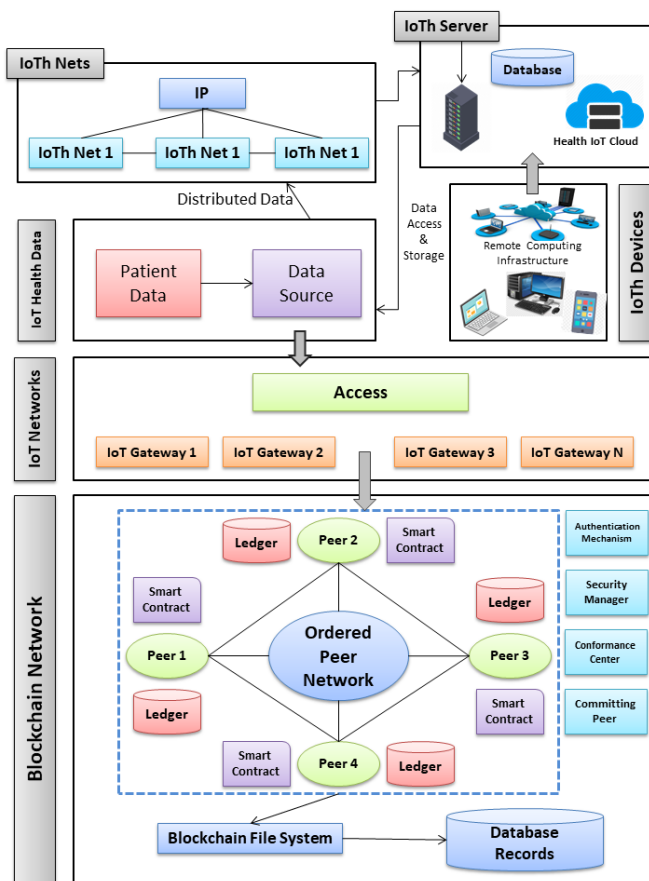 IoTh Server
IoTh Nets
Database
IP
Health IoT Cloud
IoTh Net 1
IoTh Net 1
IoTh Net 1
Distributed Data
Data
Access
&
Storage
Remote Computing
Infrastructure
IoTh Devices
IoT Health Data
Patient
Data
Data
Source
IoT Networks
Access
IoT Gateway 1
IoT Gateway 2
IoT Gateway 3
IoT Gateway N
Blockchain Network
Ledger
Peer 2
Smart
Contract
Authentication
Mechanism
Smart
Contract
Ledger
Security
Manager
Peer 1
Ordered
Peer
Network
Peer 3
Conformance
Center
Ledger
Smart
Contract
Committing
Peer
Smart
Contract
Peer 4
Ledger
Blockchain File System
Database
Records